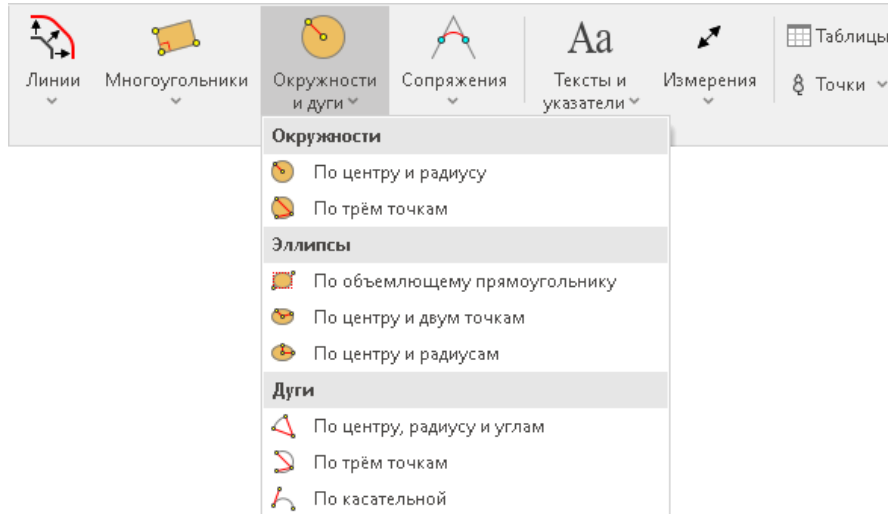 Линии
Многоугольники
Окружности
и дуги
Сопряжения
Aa
Тексты и
указатели
Измерения
Таблицы
Точки
Окружности
По центру и радиусу
По трём точкам
Эллипсы
По объемлющему прямоугольнику
По центру и двум точкам
По центру и радиусам
Дуги
По центру, радиусу и углам
По трём точкам
По касательной